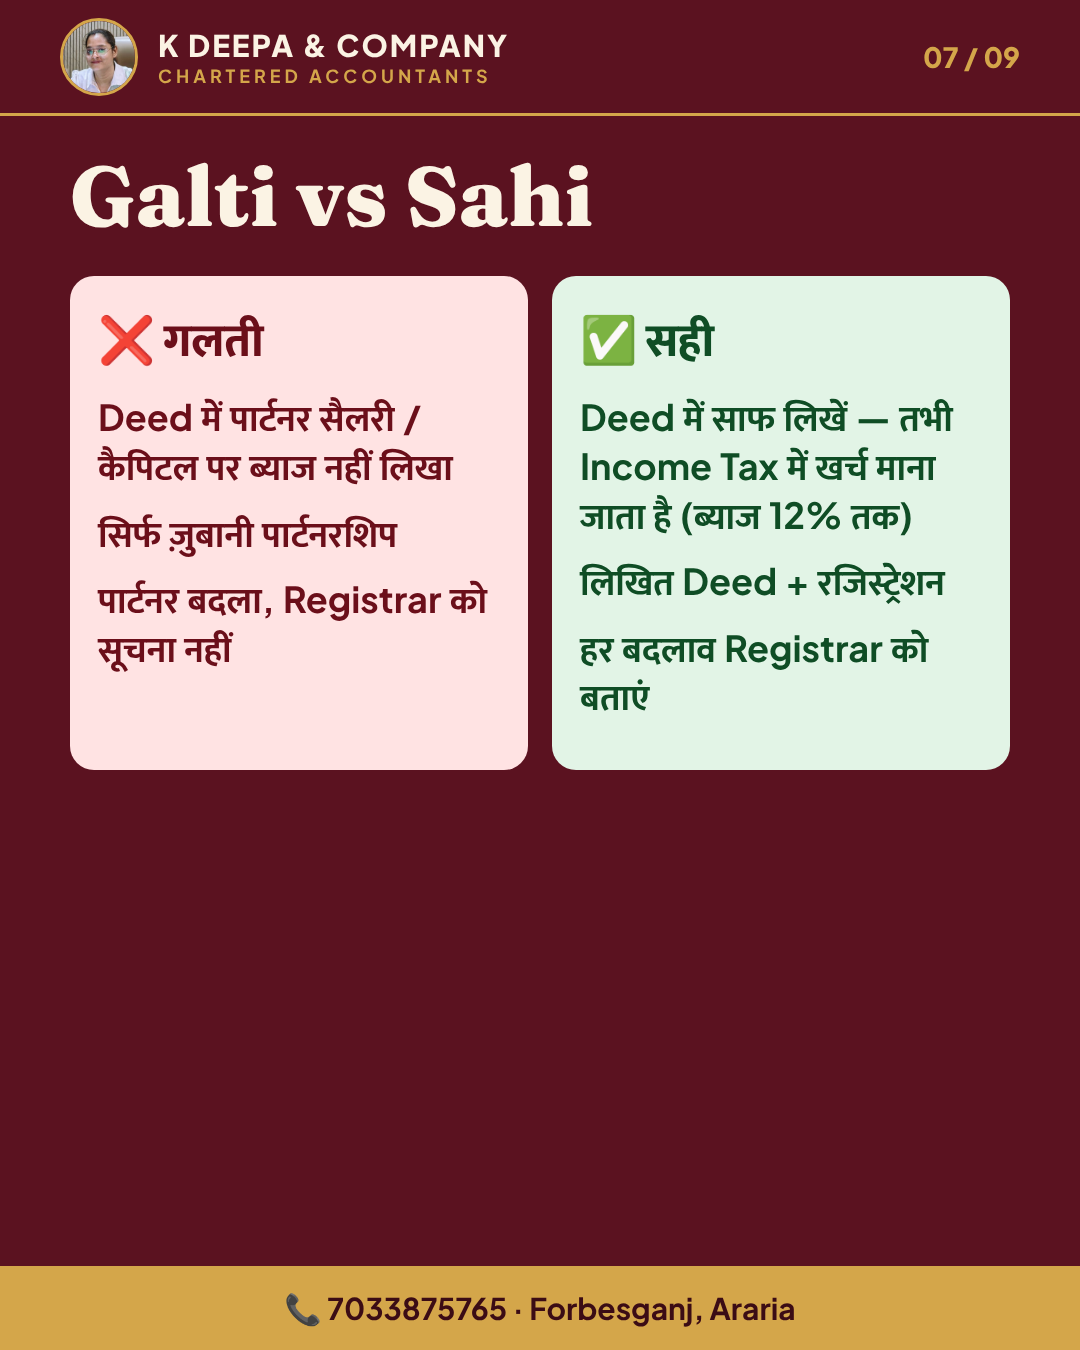 K DEEPA & COMPANY
CHARTERED ACCOUNTANTS
07 / 09
Galti vs Sahi
❌ गलती
Deed में पार्टनर सैलरी /
कैपिटल पर ब्याज नहीं लिखा
सिर्फ ज़ुबानी पार्टनरशिप
पार्टनर बदला, Registrar को
सूचना नहीं
✅ सही
Deed में साफ लिखें — तभी
Income Tax में खर्च माना
जाता है (ब्याज 12% तक)
लिखित Deed + रजिस्ट्रेशन
हर बदलाव Registrar को
बताएं
📞 7033875765 · Forbesganj, Araria